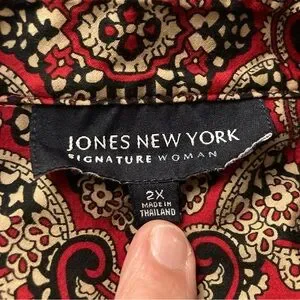 JONES NEW YORK
SIGNATURE WOMAN
2X
MADE IN
THAILAND